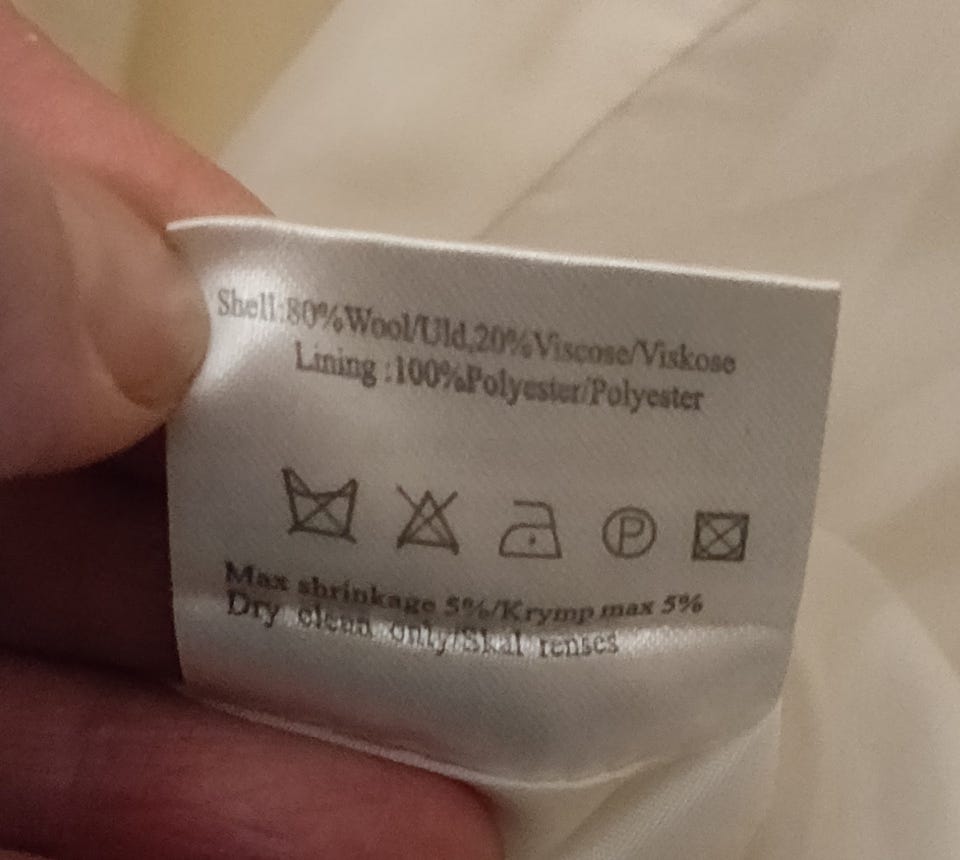 Shell:80%Wool/Uld,20%Viscose/Viskose
Lining :100%Polyester/Polyester
P
Max shrinkage 5%/Krymp max 5%
Dry clean only/Skal renses